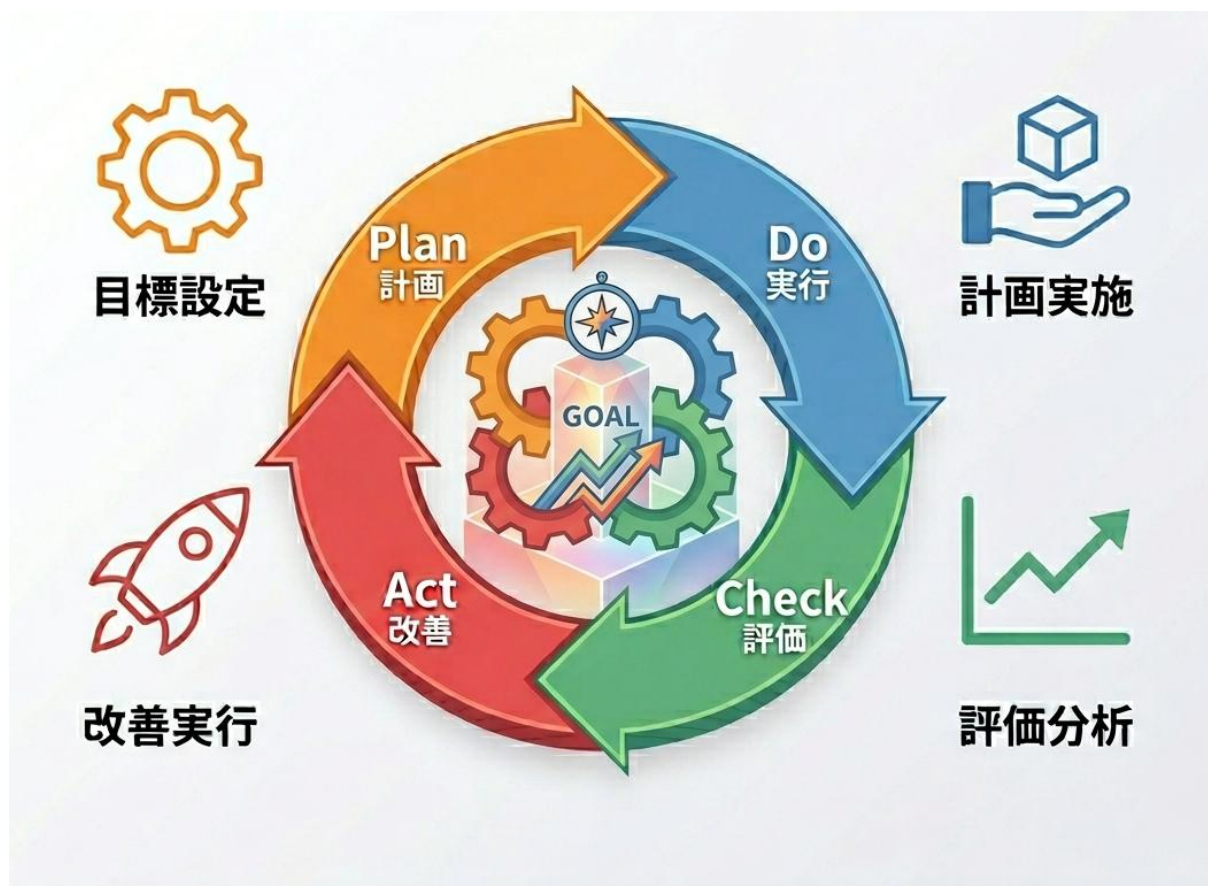 目標設定
Plan
計画
Do
実行
計画実施
GOAL
Act
改善
Check
評価
改善実行
評価分析